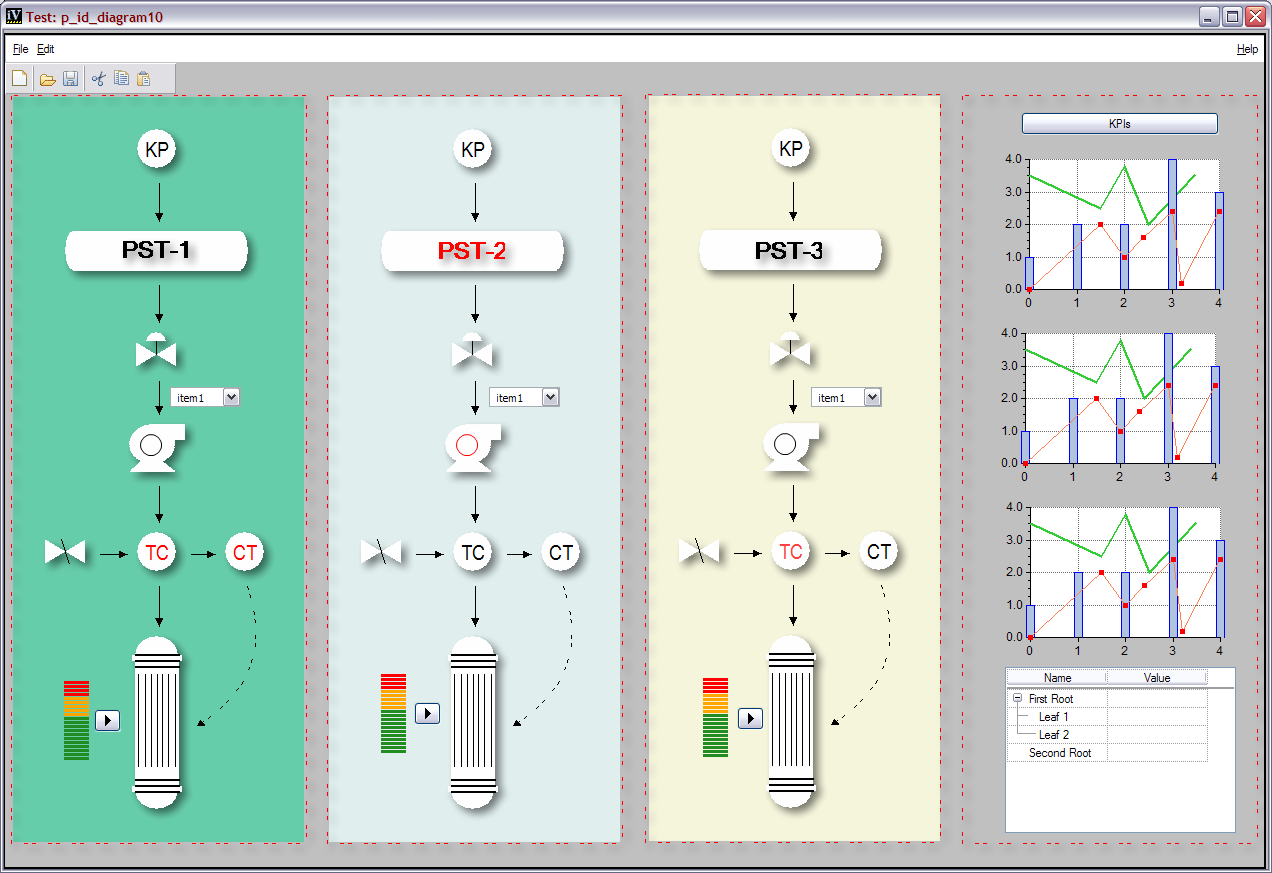 iV Test: p_id_diagram10
File Edit Help
KP
PST-1
item1
TC CT
KP
PST-2
item1
TC CT
KP
PST-3
item1
TC CT
KPIs
4.0
3.0
2.0
1.0
0.0
0 1 2 3 4
4.0
3.0
2.0
1.0
0.0
0 1 2 3 4
4.0
3.0
2.0
1.0
0.0
0 1 2 3 4
Name Value
First Root
Leaf 1
Leaf 2
Second Root